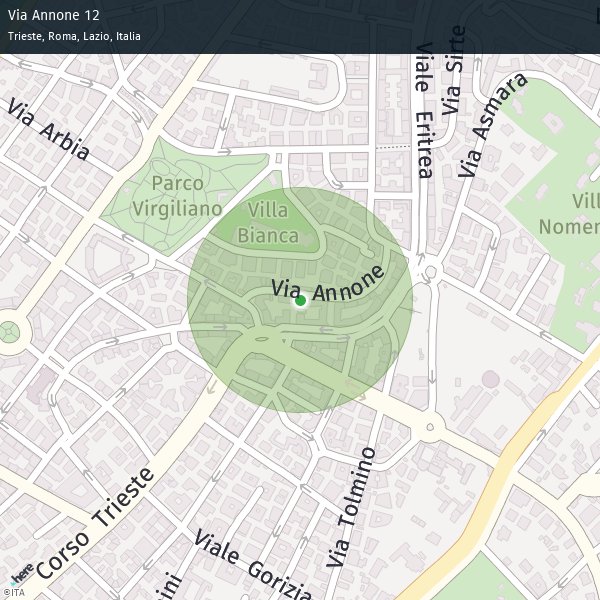 Via Annone 12
Trieste, Roma, Lazio, Italia
Via Arbia
Viale Eritrea
Via Sirte
Via Asmara
Parco
Virgiliano
Villa
Bianca
Vill
Nomen
Via Annone
Via Tolmino
Corso Trieste
Viale Gorizia
ini
here
©ITA